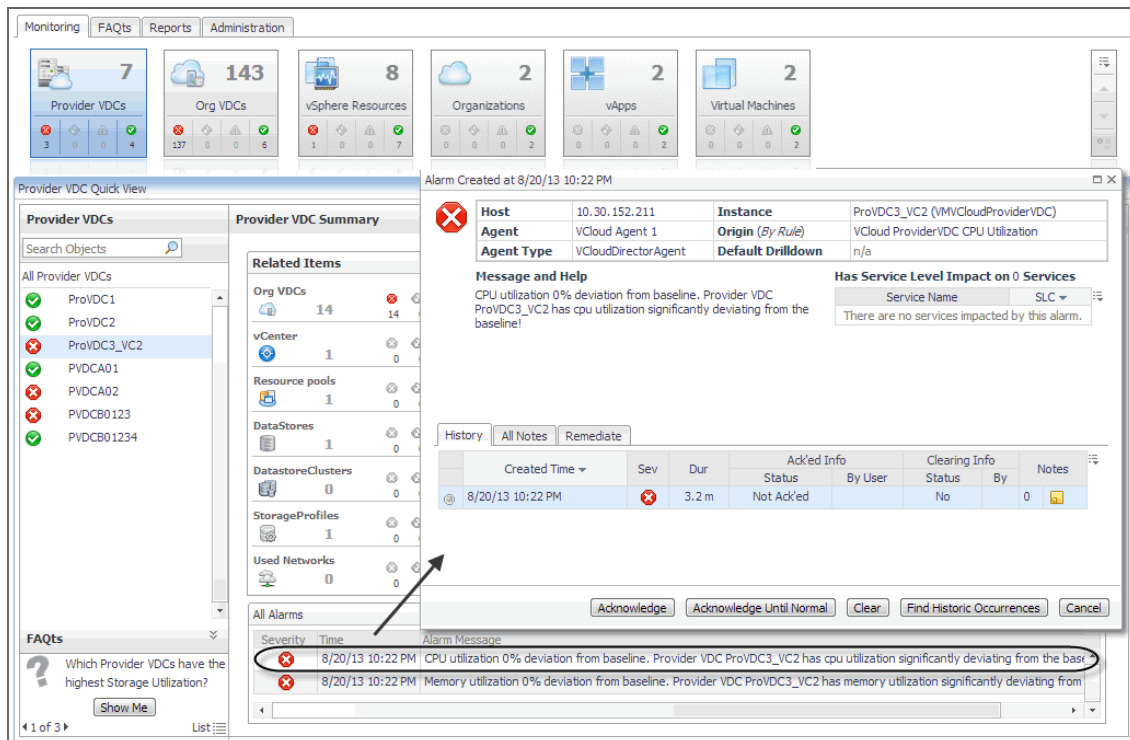 Monitoring FAQts Reports Administration
7 143 8 2 2 2
Provider VDCs Org VDCs vSphere Resources Organizations vApps Virtual Machines
3 0 0 4 137 0 0 6 1 0 0 7 0 0 0 2 0 0 0 2 0 0 0 2
Provider VDC Quick View
Provider VDCs
Search Objects
All Provider VDCs
ProVDC1
ProVDC2
ProVDC3_VC2
PVDCA01
PVDCA02
PVDCB0123
PVDCB01234
FAQts
? Which Provider VDCs have the
highest Storage Utilization?
Show Me
1 of 3 List
Provider VDC Summary
Related Items
Org VDCs
14 14
vCenter
1 0
Resource pools
1 0
DataStores
1 0
DatastoreClusters
0 0
StorageProfiles
1 0
Used Networks
0 0
All Alarms
Severity Time Alarm Message
8/20/13 10:22 PM CPU utilization 0% deviation from baseline. Provider VDC ProVDC3_VC2 has cpu utilization significantly deviating from the base
8/20/13 10:22 PM Memory utilization 0% deviation from baseline. Provider VDC ProVDC3_VC2 has memory utilization significantly deviating from
Alarm Created at 8/20/13 10:22 PM
Host 10.30.152.211 Instance ProVDC3_VC2 (VMVCloudProviderVDC)
Agent VCloud Agent 1 Origin (By Rule) VCloud ProviderVDC CPU Utilization
Agent Type VCloudDirectorAgent Default Drilldown n/a
Message and Help
CPU utilization 0% deviation from baseline. Provider VDC
ProVDC3_VC2 has cpu utilization significantly deviating from the
baseline!
Has Service Level Impact on 0 Services
Service Name SLC
There are no services impacted by this alarm.
History All Notes Remediate
Created Time Sev Dur Ack'ed Info Clearing Info Notes
Status By User Status By
8/20/13 10:22 PM 3.2 m Not Ack'ed No 0
Acknowledge Acknowledge Until Normal Clear Find Historic Occurrences Cancel